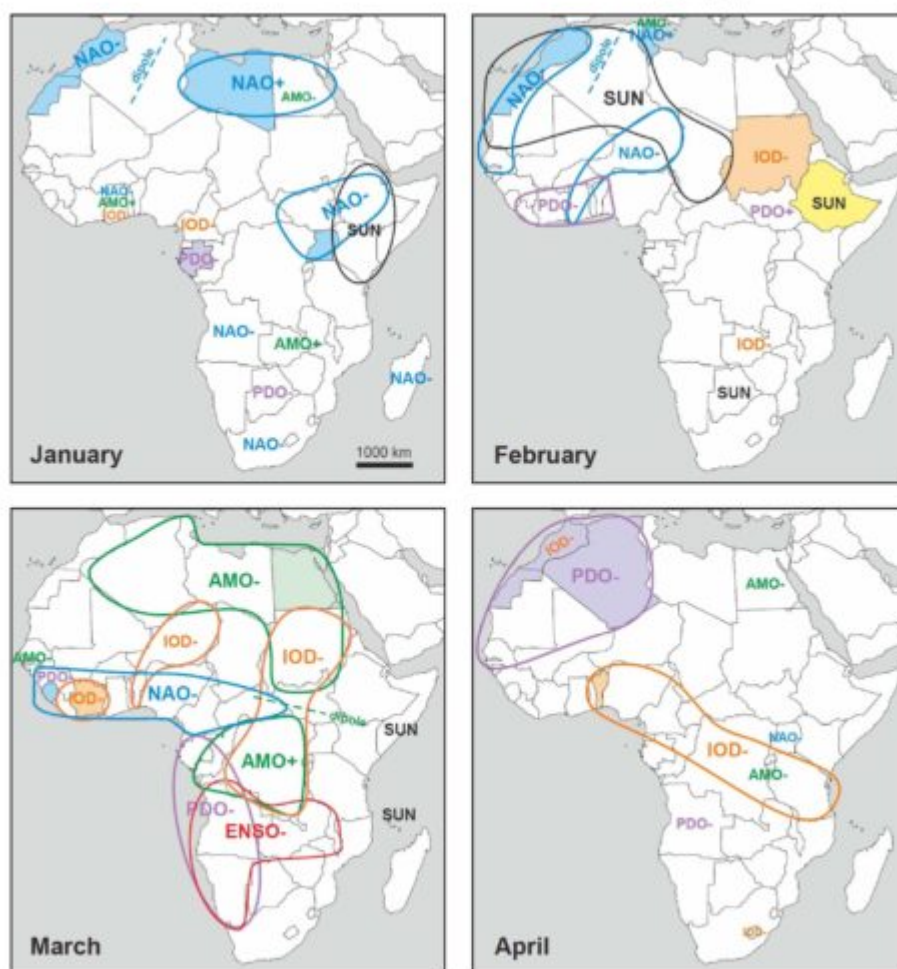 NAO-
dipole
NAO+
AMO-
NAO-
AMO+
IOD-
IOD-
NAO-
SUN
PDO-
NAO-
AMO+
NAO-
PDO-
NAO-
1000 km
January
AMO-
NAO+
dipole
NAO-
SUN
NAO-
IOD-
PDO-
PDO+
SUN
IOD-
SUN
February
AMO-
IOD-
IOD-
AMO-
PDO-
IOD-
NAO-
dipole
SUN
AMO+
PDO-
SUN
ENSO-
March
IOD-
PDO-
AMO-
IOD-
NAO-
AMO-
PDO-
IOD-
April